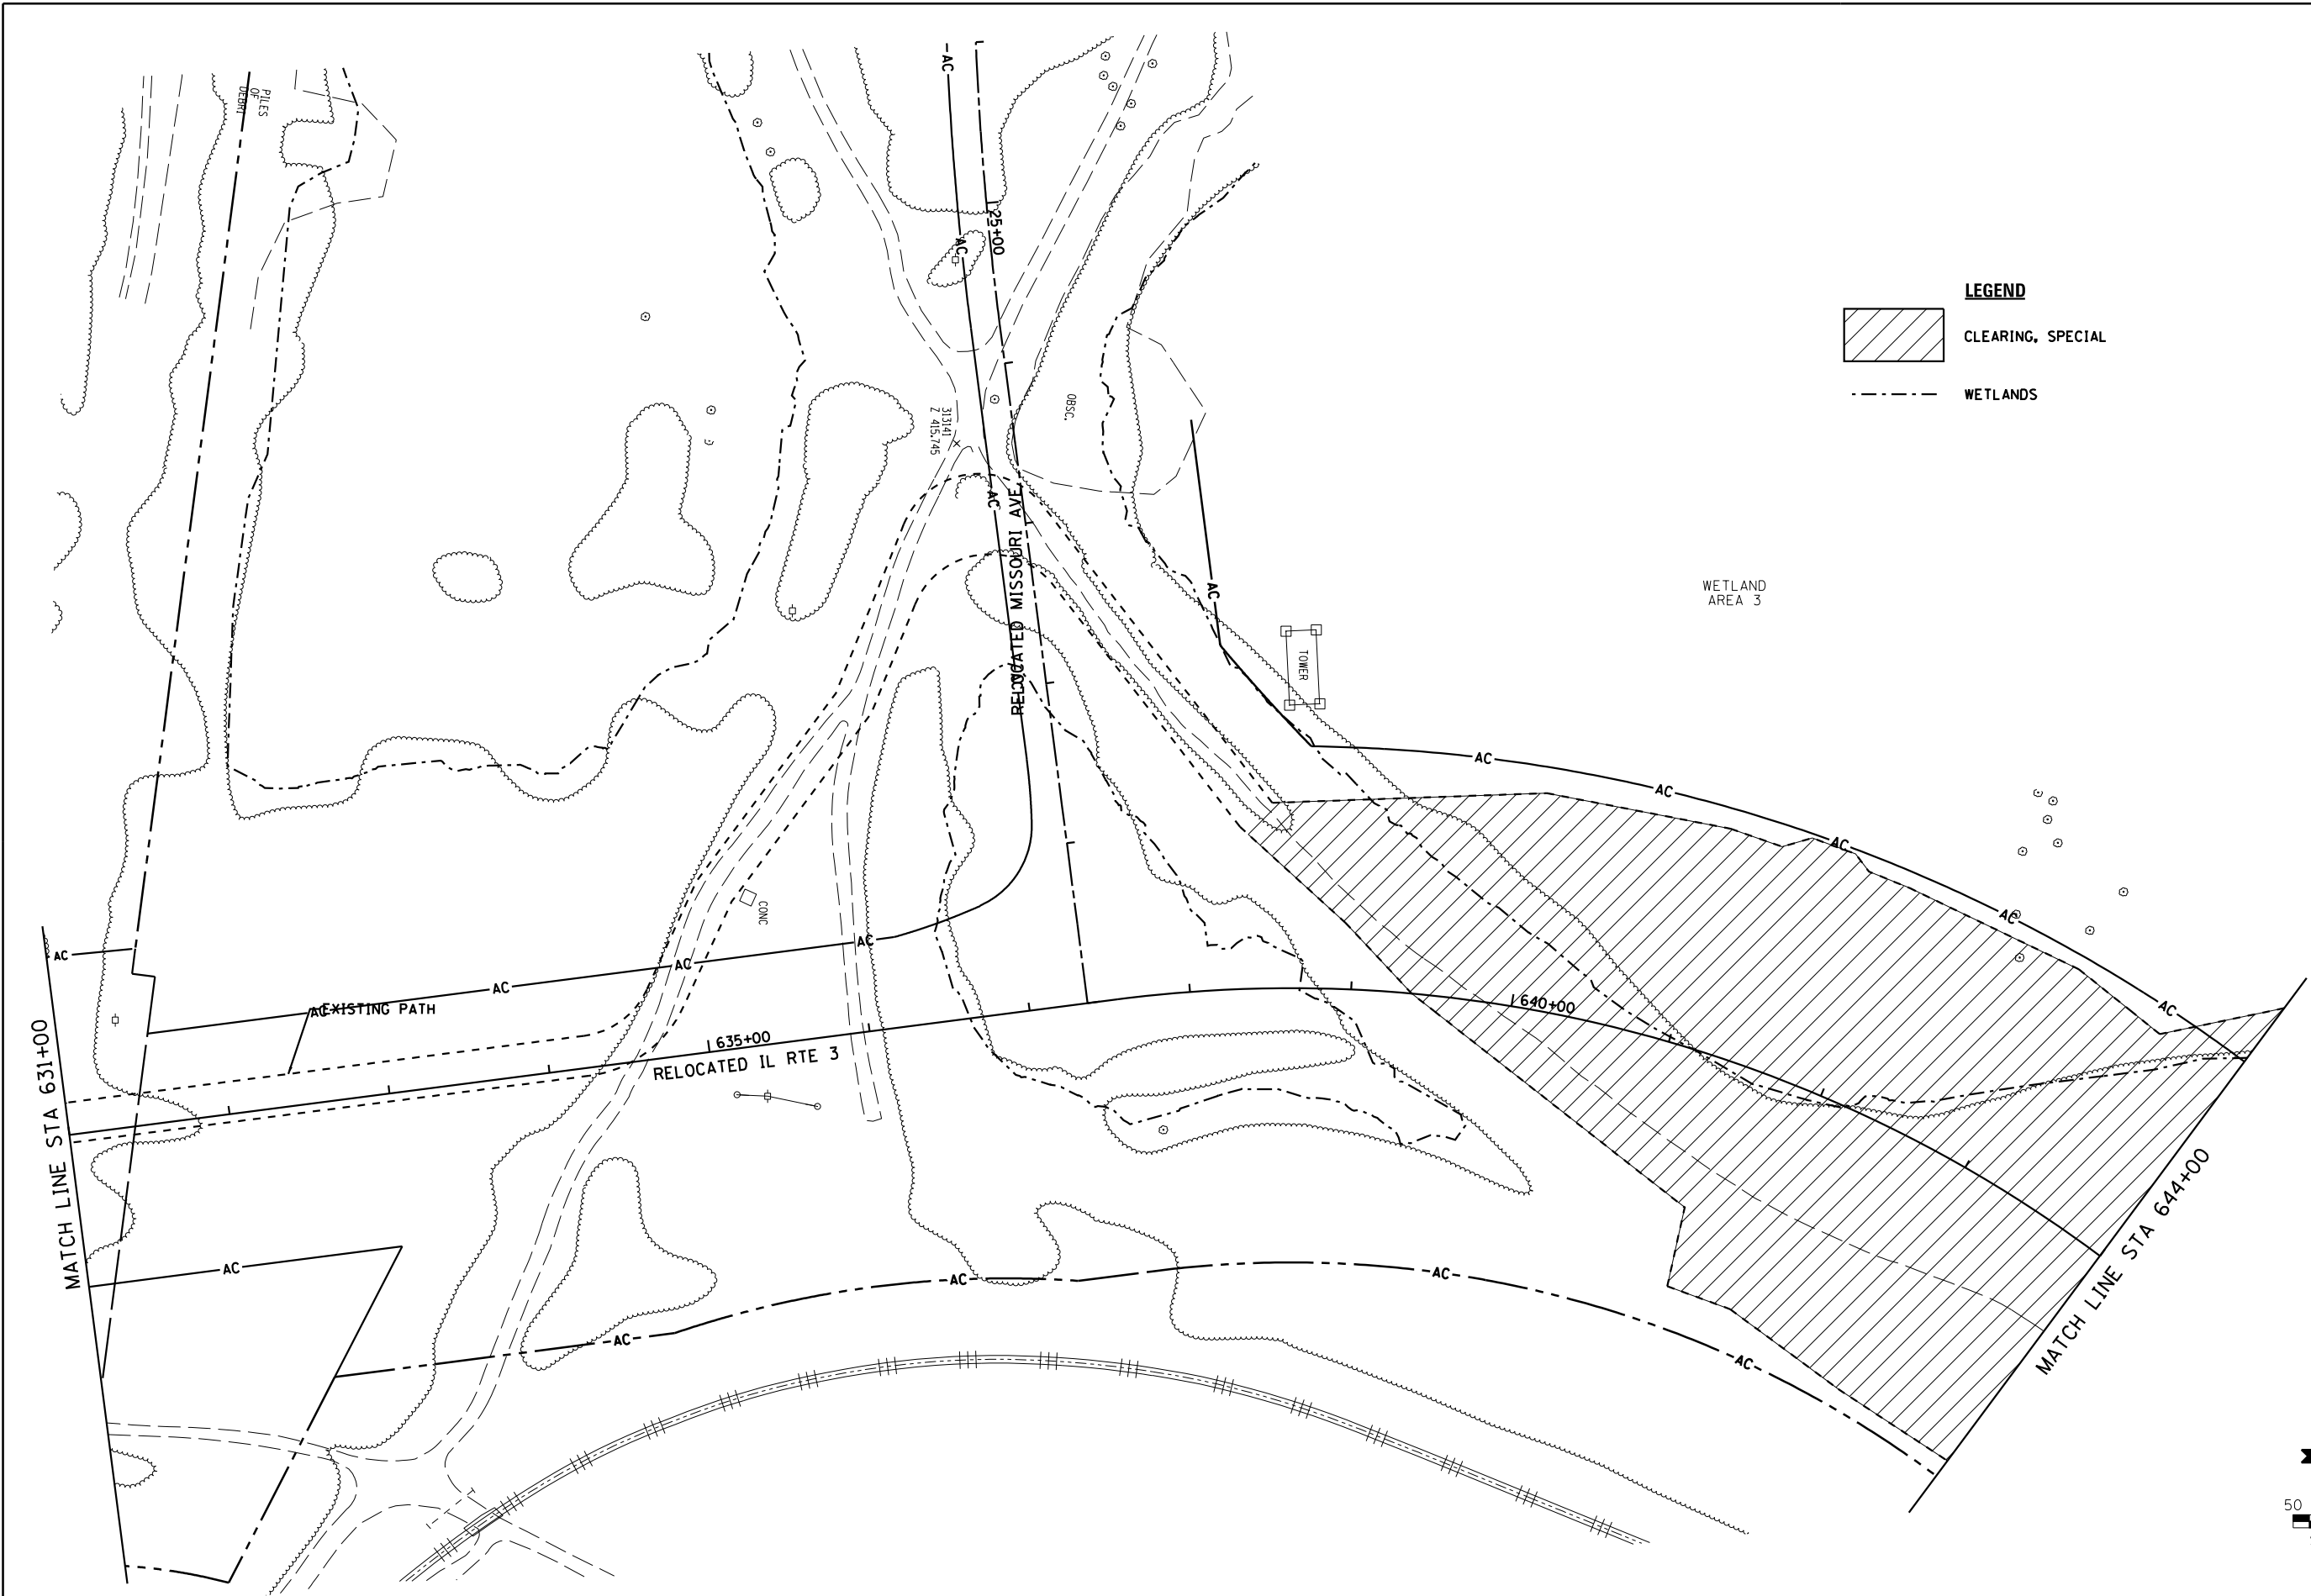 PILES
OF
DEBRI
AC
25+00
AC
LEGEND
CLEARING, SPECIAL
WETLANDS
313141
Z 415.745
OBSC.
AC
RELOCATED MISSOURI AVE.
AC
WETLAND
AREA 3
TOWER
AC
AC
AC
AC
AC
CONC
AC
AC
AC
AC
AC
EXISTING PATH
640+00
635+00
RELOCATED IL RTE 3
MATCH LINE STA 631+00
MATCH LINE STA 644+00
AC
AC
AC
AC
AC
50